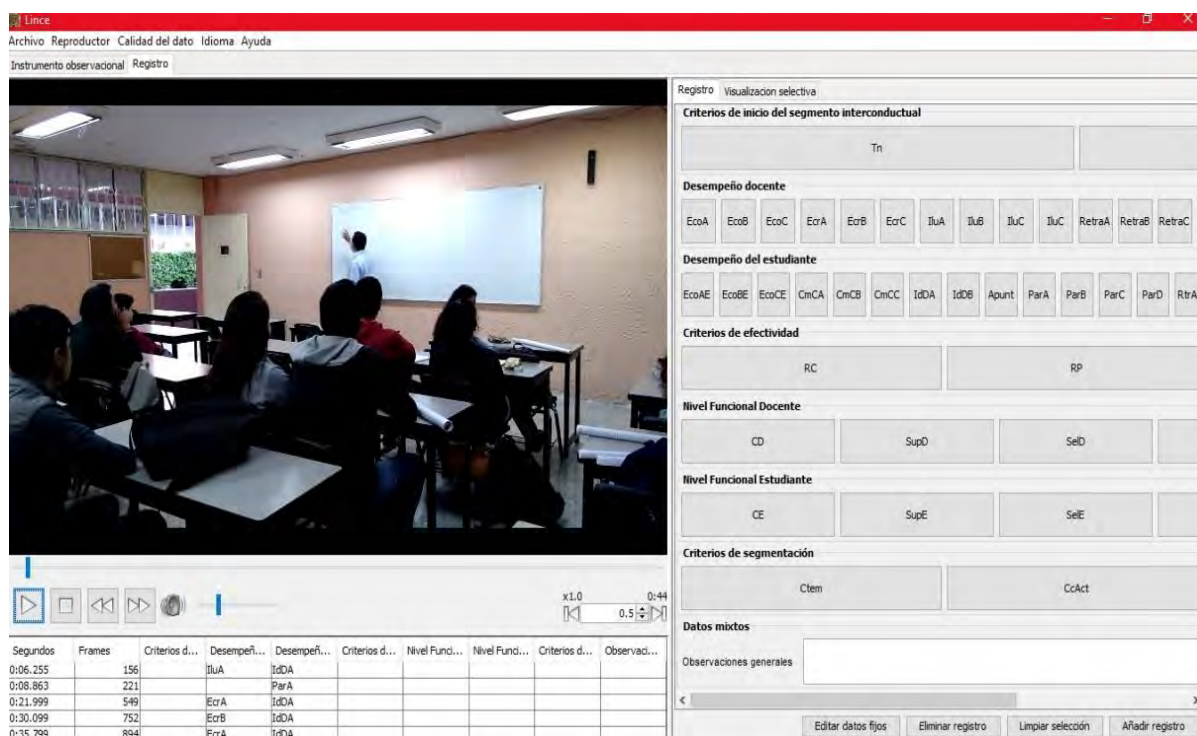 Lince
Archivo Reproductor Calidad del dato Idioma Ayuda
Instrumento observacional Registro
Registro Visualizacion selectiva
Criterios de inicio del segmento interconductual
Tn
Desempeño docente
EcoA EcoB EcoC EcrA EcrB EcrC IluA IluB IluC IluC RetraA RetraB RetraC
Desempeño del estudiante
EcoAE EcoBE EcoCE CmCA CmCB CmCC IdDA IdDB Apunt ParA ParB ParC ParD RtrA
Criterios de efectividad
RC RP
Nivel Funcional Docente
CD SupD SelD
Nivel Funcional Estudiante
CE SupE SelE
Criterios de segmentación
Ctem CcAct
Datos mixtos
Observaciones generales
Editar datos fijos Eliminar registro Limpiar selección Añadir registro
x1.0 0:44
0.5
Segundos Frames Criterios d... Desempeñ... Desempeñ... Criterios d... Nivel Funci... Nivel Funci... Criterios d... Observaci...
0:06.255 156 IluA IdDA
0:08.863 221 ParA
0:21.999 549 EcrA IdDA
0:30.099 752 EcrB IdDA
0:35.799 894 EcrA IdDA